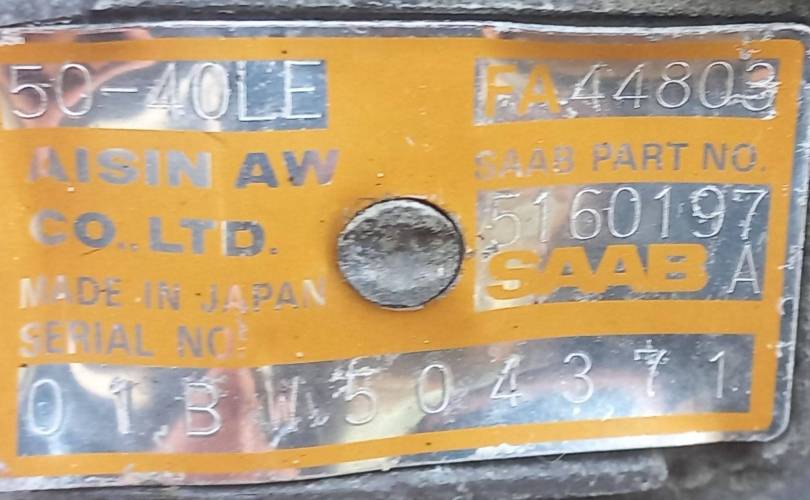 50-40LE
FA44803
AISIN AW
CO.,LTD.
MADE IN JAPAN
SERIAL NO.
01BW504371
SAAB PART NO.
5160197
SAAB A